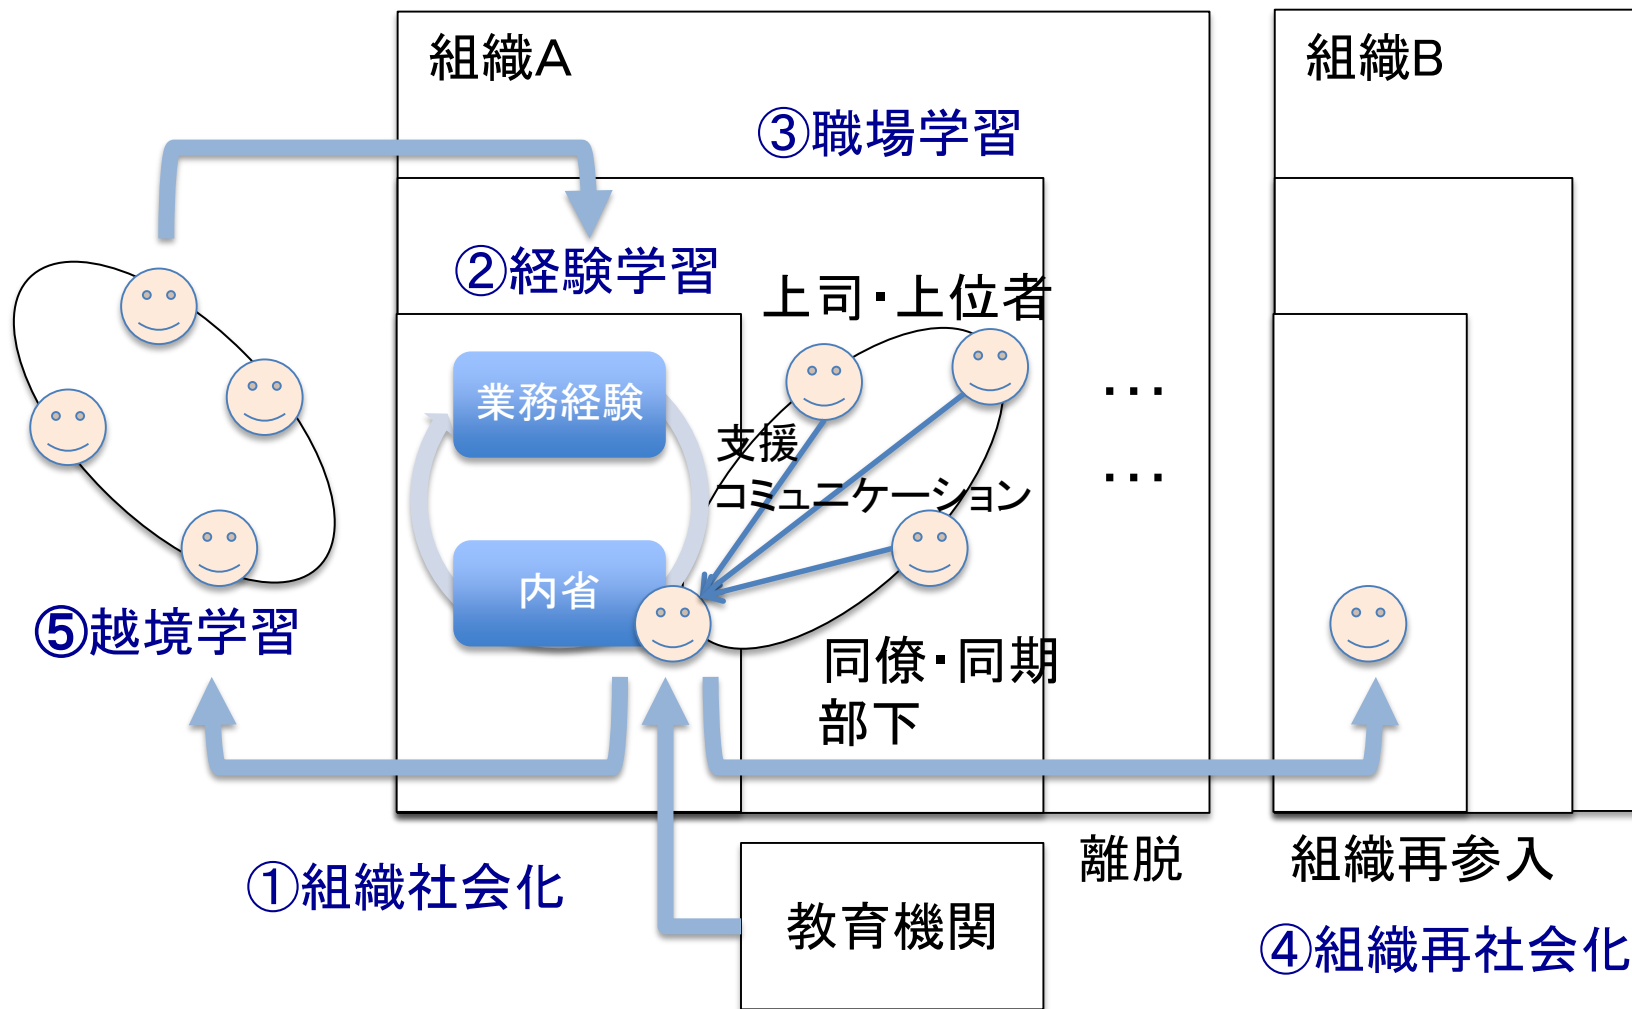 組織A
組織B
③職場学習
②経験学習
上司・上位者
業務経験
支援
コミュニケーション
・・・
・・・
内省
⑤越境学習
同僚・同期
部下
①組織社会化
離脱
組織再参入
教育機関
④組織再社会化